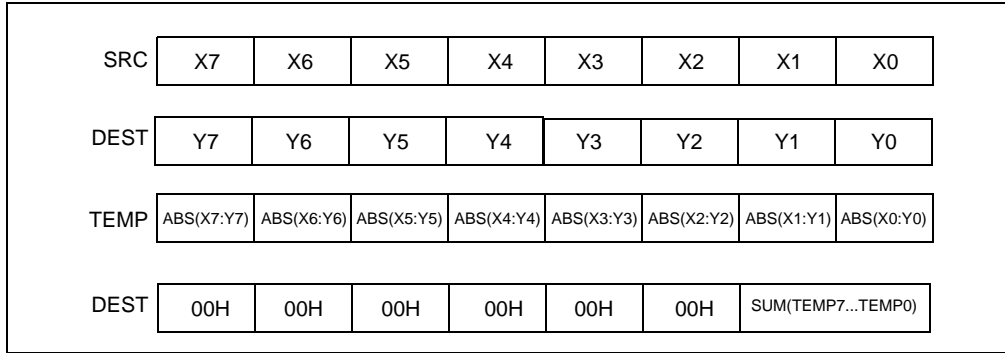 SRC X7 X6 X5 X4 X3 X2 X1 X0
DEST Y7 Y6 Y5 Y4 Y3 Y2 Y1 Y0
TEMP ABS(X7:Y7) ABS(X6:Y6) ABS(X5:Y5) ABS(X4:Y4) ABS(X3:Y3) ABS(X2:Y2) ABS(X1:Y1) ABS(X0:Y0)
DEST 00H 00H 00H 00H 00H 00H SUM(TEMP7...TEMP0)